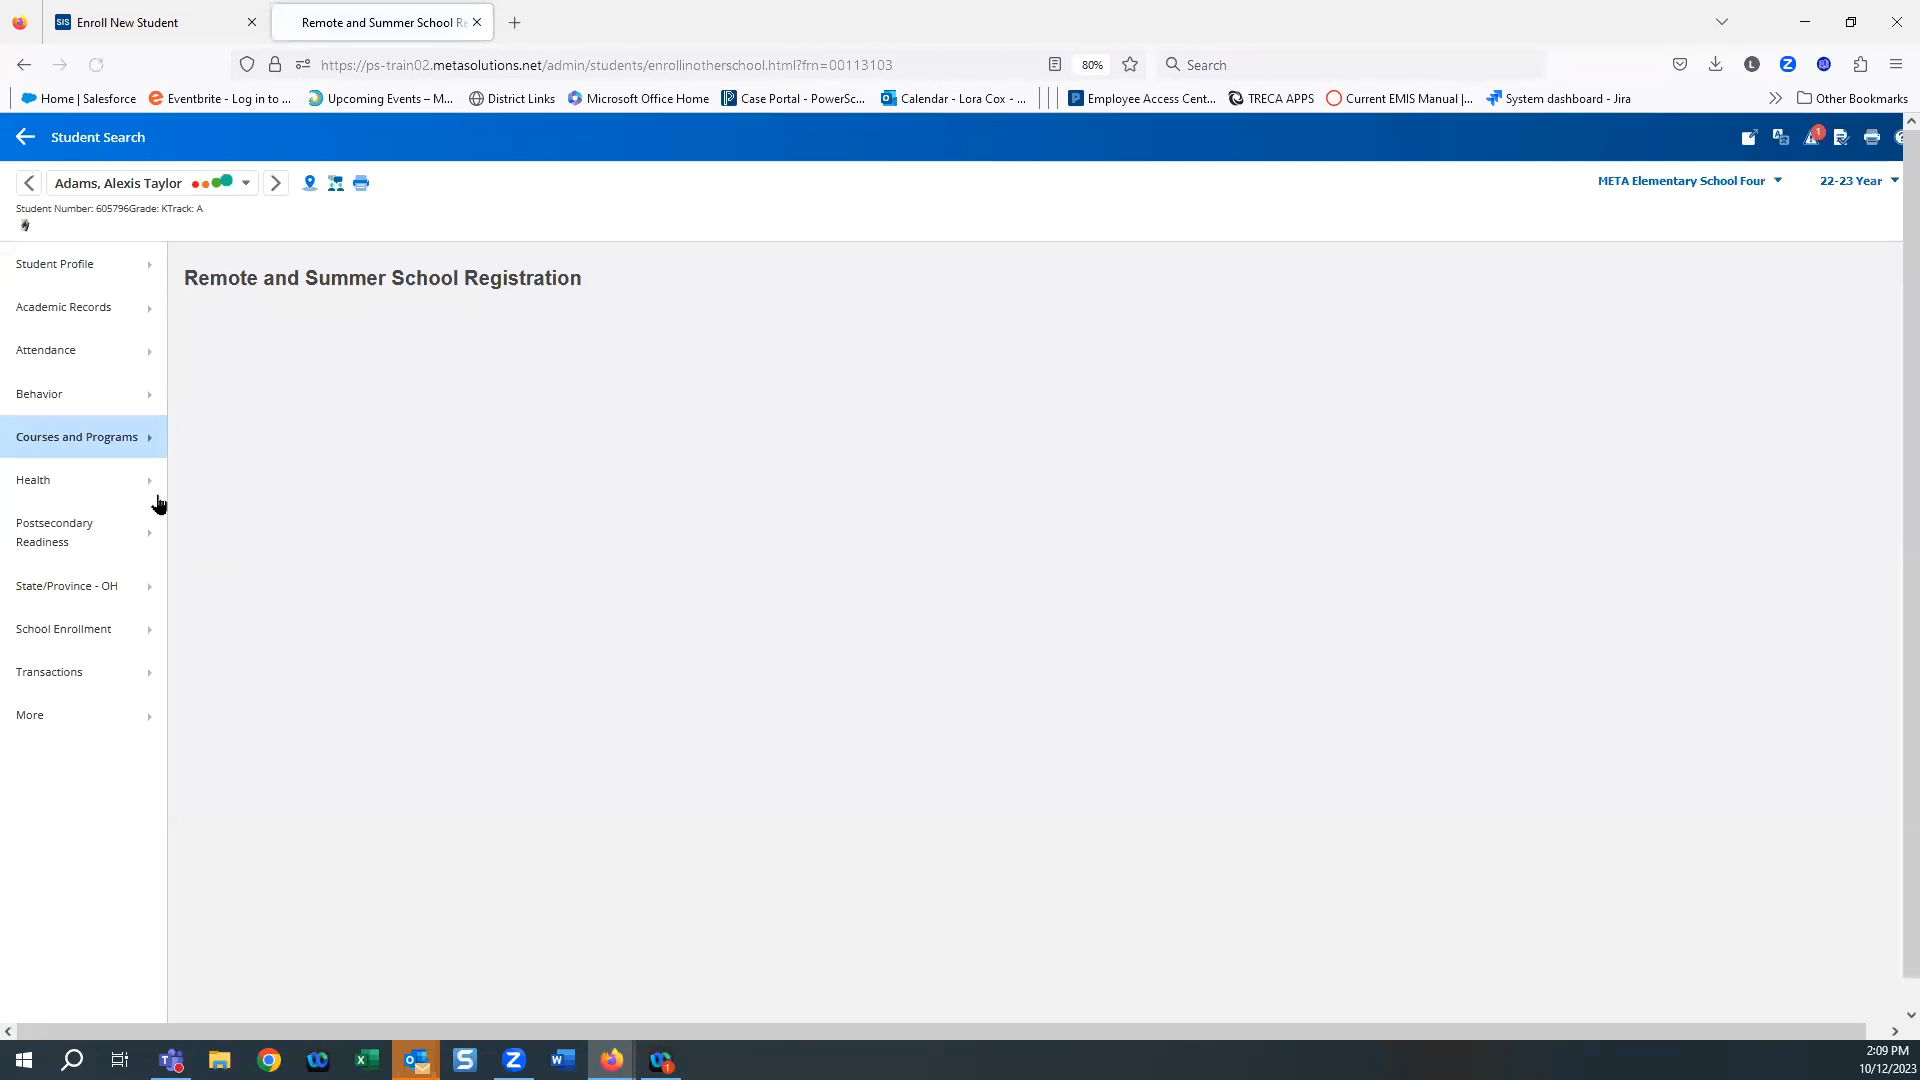 SIS Enroll New Student
Remote and Summer School Re
https://ps-train02.metasolutions.net/admin/students/enrollinotherschool.html?frn=00113103
80%
Search
Home | Salesforce
Eventbrite - Log in to ...
Upcoming Events – M...
District Links
Microsoft Office Home
Case Portal - PowerSc...
Calendar - Lora Cox - ...
Employee Access Cent...
TRECA APPS
Current EMIS Manual |...
System dashboard - Jira
Other Bookmarks
Student Search
1
Adams, Alexis Taylor
META Elementary School Four
22-23 Year
Student Number: 605796Grade: KTrack: A
Student Profile
Remote and Summer School Registration
Academic Records
Attendance
Behavior
Courses and Programs
Health
Postsecondary
Readiness
State/Province - OH
School Enrollment
Transactions
More
2:09 PM
10/12/2023